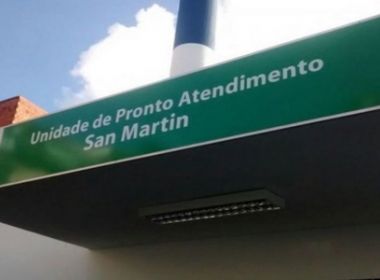 Unidade de Pronto Atendimento
San Martin